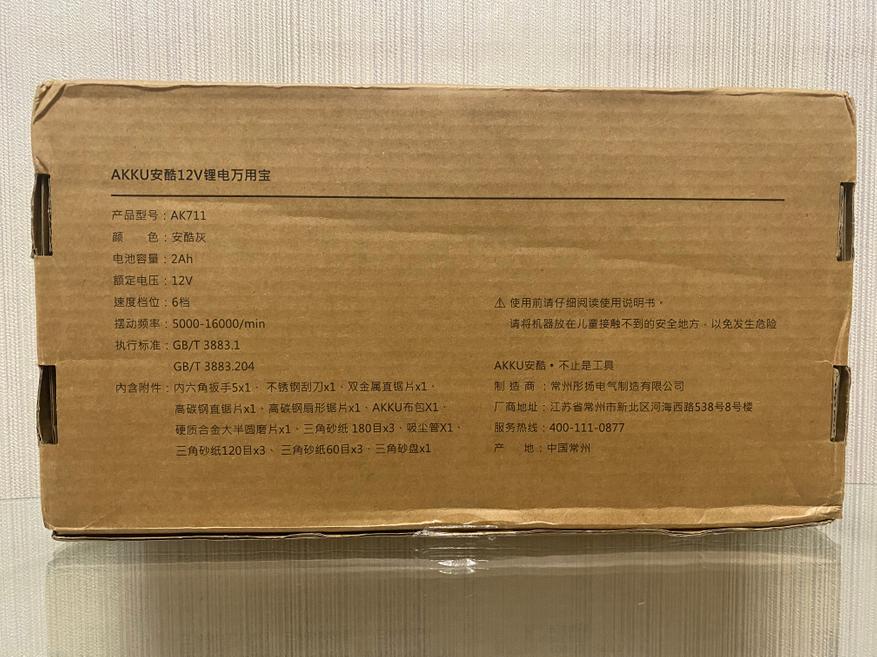 AKKU安酷12V锂电万用宝
产品型号：AK711
颜　　色：安酷灰
电池容量：2Ah
额定电压：12V
速度档位：6档
摆动频率：5000-16000/min
执行标准：GB/T 3883.1
GB/T 3883.204
内含附件：内六角扳手5x1、 不锈钢刮刀x1、双金属直锯片x1、
高碳钢直锯片x1、高碳钢扇形锯片x1、AKKU布包X1、
硬质合金大半圆磨片x1、三角砂纸 180目x3、吸尘管X1、
三角砂纸120目x3、 三角砂纸60目x3、三角砂盘x1
⚠ 使用前请仔细阅读使用说明书。
请将机器放在儿童接触不到的安全地方，以免发生危险
AKKU安酷・不止是工具
制 造 商 ：常州彤扬电气制造有限公司
厂商地址：江苏省常州市新北区河海西路538号8号楼
服务热线：400-111-0877
产　　地：中国常州